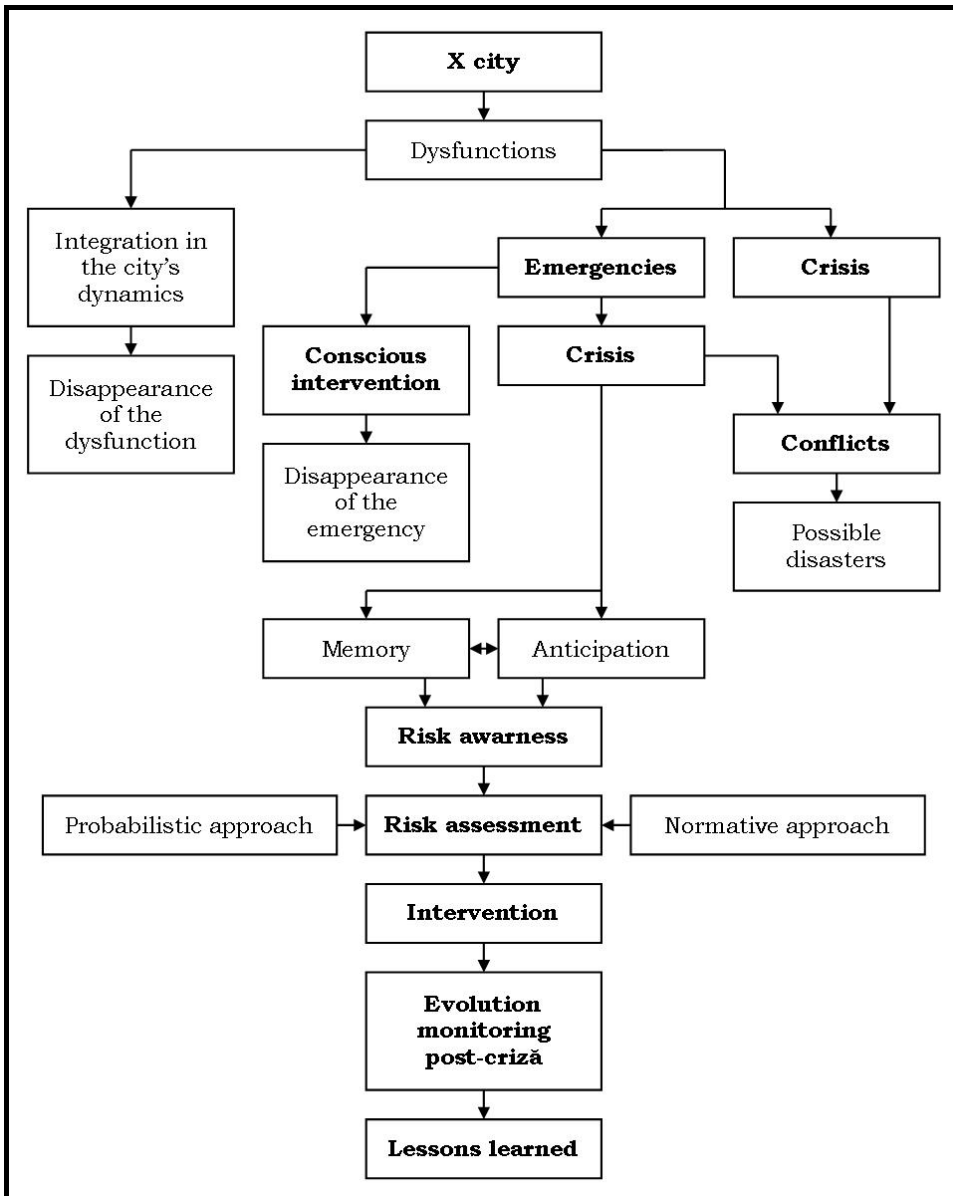 X city
Dysfunctions
Integration in
the city's
dynamics
Emergencies
Crisis
Conscious
intervention
Crisis
Disappearance
of the
dysfunction
Conflicts
Disappearance
of the
emergency
Possible
disasters
Memory
Anticipation
Risk awarness
Probabilistic approach
Risk assessment
Normative approach
Intervention
Evolution
monitoring
post-criză
Lessons learned